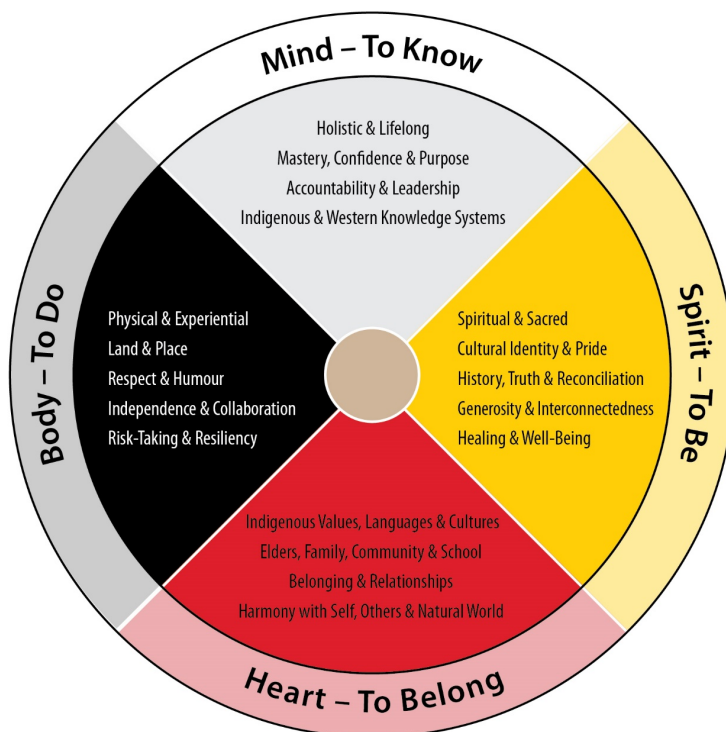 Mind – To Know
Holistic & Lifelong
Mastery, Confidence & Purpose
Accountability & Leadership
Indigenous & Western Knowledge Systems
Body – To Do
Physical & Experiential
Land & Place
Respect & Humour
Independence & Collaboration
Risk-Taking & Resiliency
Spirit – To Be
Spiritual & Sacred
Cultural Identity & Pride
History, Truth & Reconciliation
Generosity & Interconnectedness
Healing & Well-Being
Indigenous Values, Languages & Cultures
Elders, Family, Community & School
Belonging & Relationships
Harmony with Self, Others & Natural World
Heart – To Belong